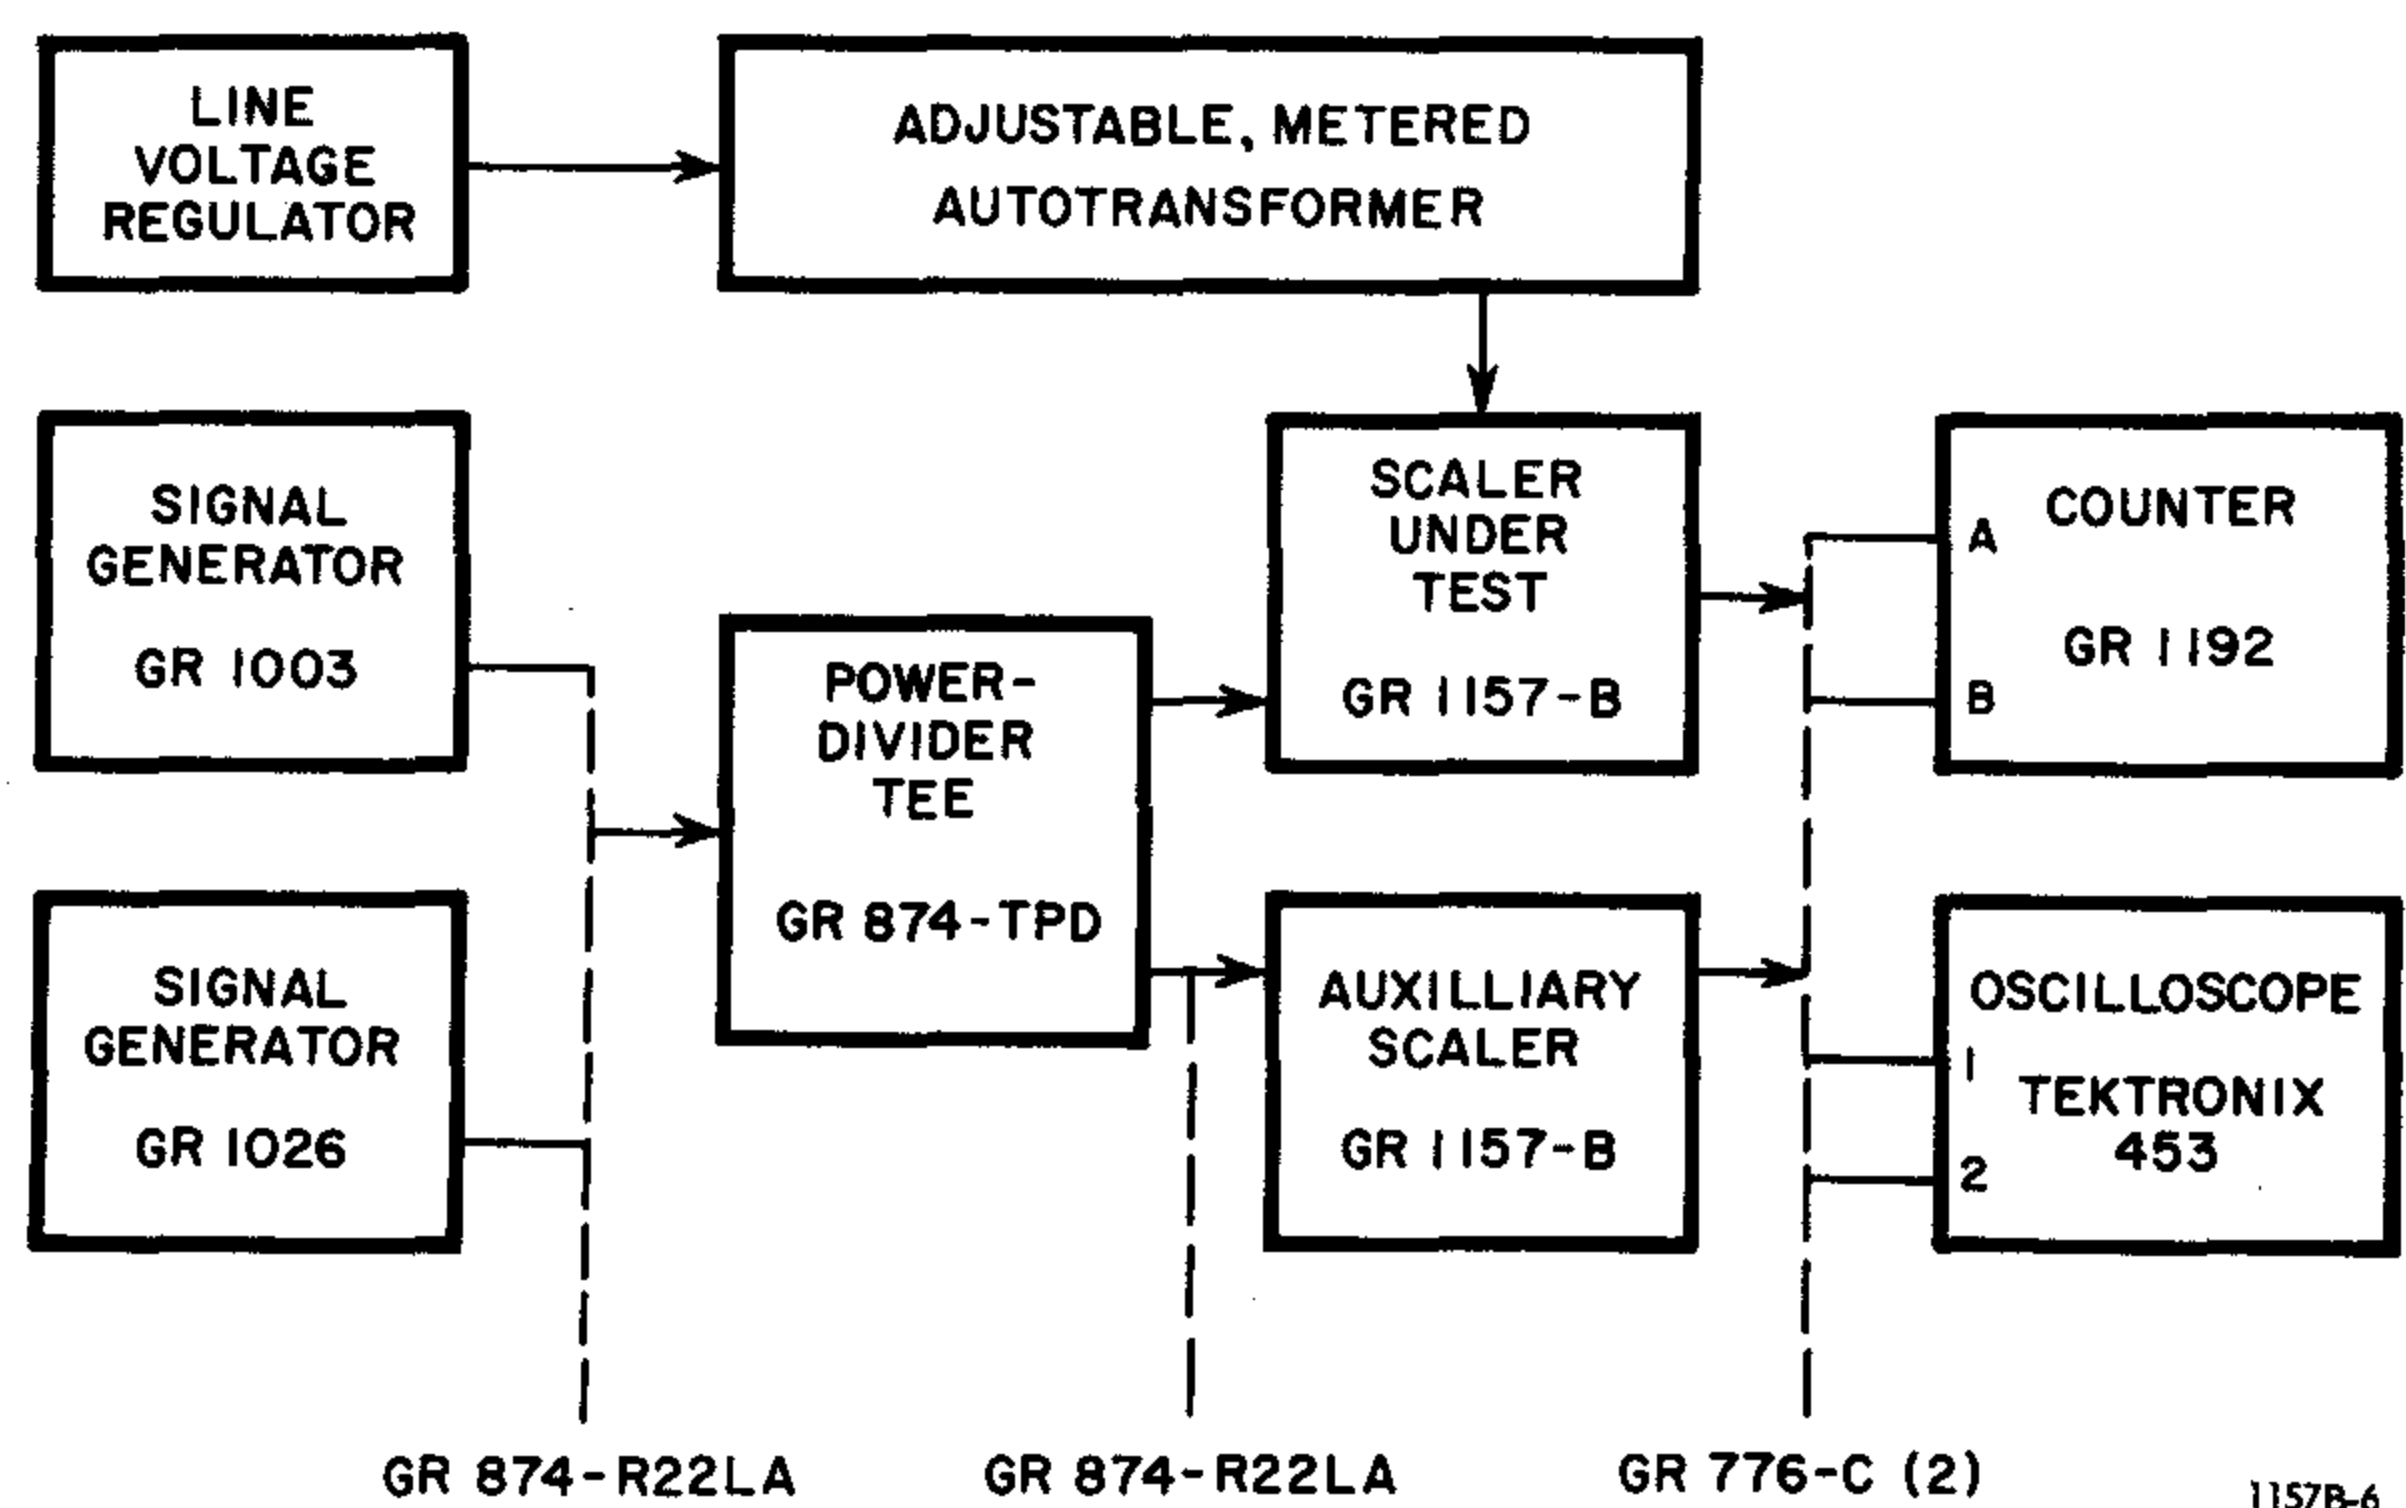 LINE
VOLTAGE
REGULATOR
ADJUSTABLE, METERED
AUTOTRANSFORMER
SIGNAL
GENERATOR
GR 1003
SIGNAL
GENERATOR
GR 1026
POWER-
DIVIDER
TEE
GR 874-TPD
SCALER
UNDER
TEST
GR 1157-B
AUXILLIARY
SCALER
GR 1157-B
COUNTER
A
GR 1192
B
OSCILLOSCOPE
1
TEKTRONIX
453
2
GR 874-R22LA
GR 874-R22LA
GR 776-C (2)
1157B-6